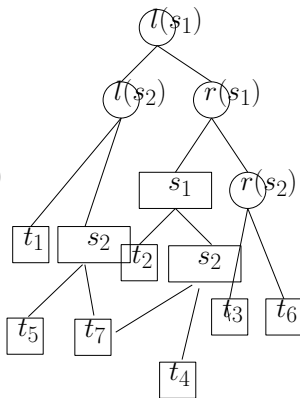 l(s₁)
l(s₂) r(s₁)
s₁ r(s₂)
t₁ s₂ t₂ s₂
t₃ t₆
t₅ t₇
t₄